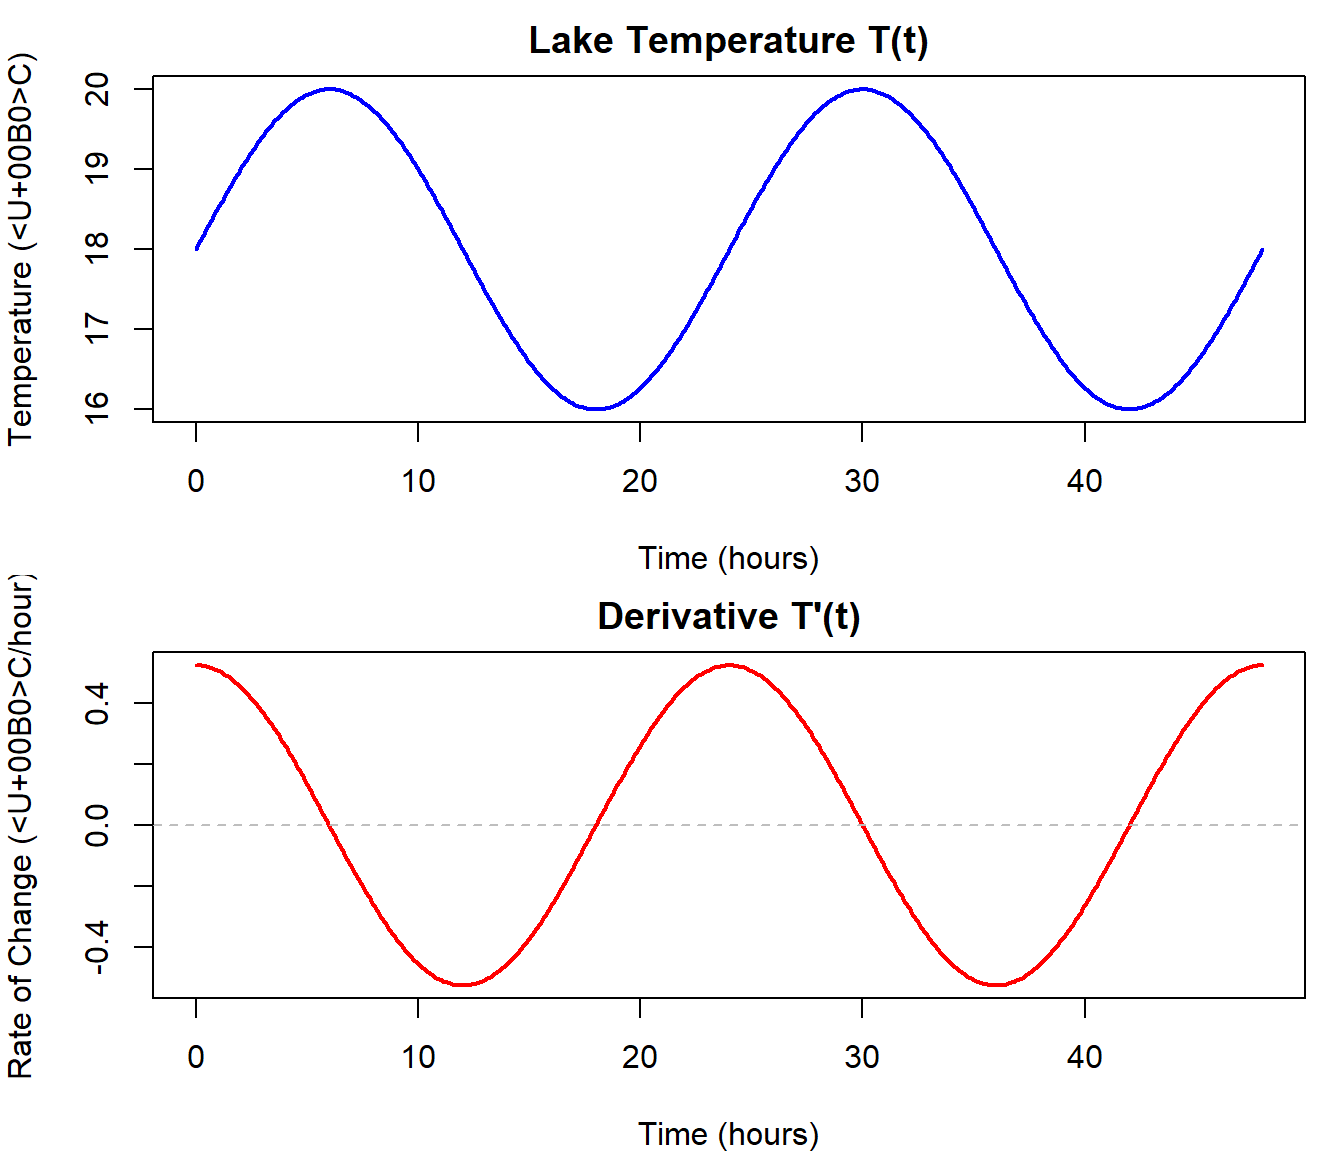 Lake Temperature T(t)
Temperature (<U+00B0>C)
20
19
18
17
16
0 10 20 30 40
Time (hours)
Derivative T'(t)
Rate of Change (<U+00B0>C/hour)
0.4
0.0
-0.4
0 10 20 30 40
Time (hours)